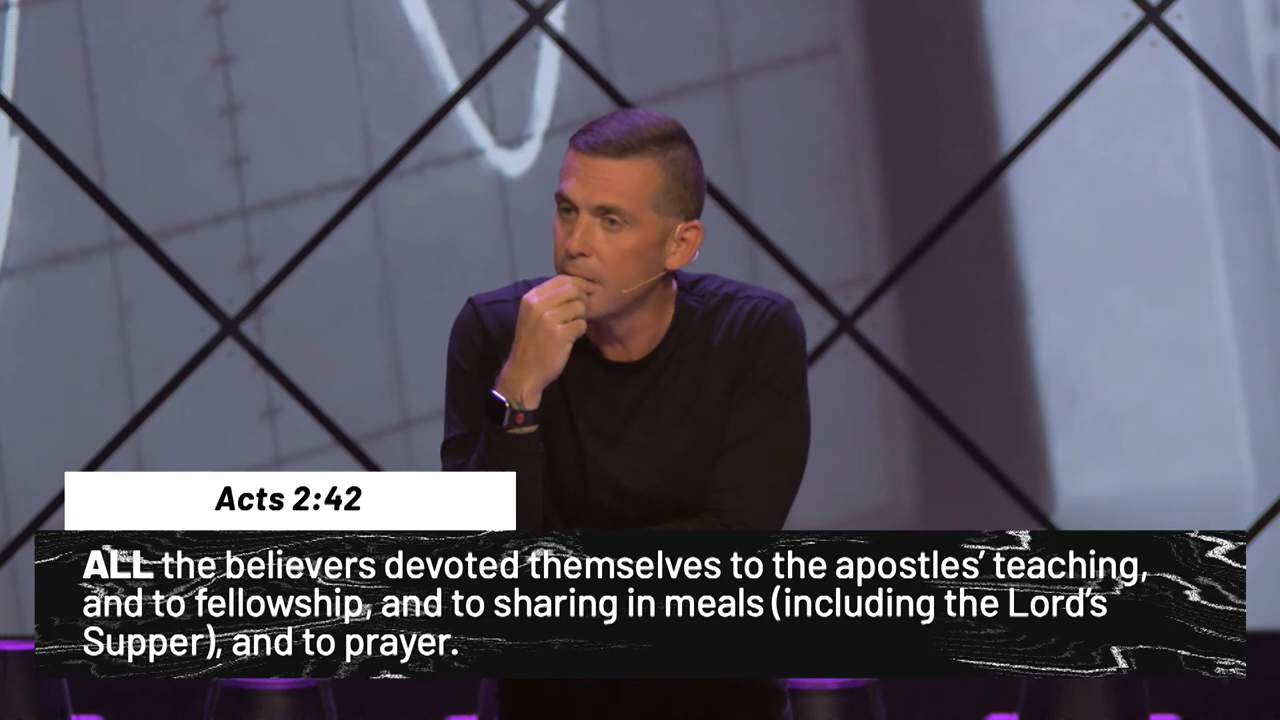 Acts 2:42
ALL the believers devoted themselves to the apostles’ teaching,
and to fellowship, and to sharing in meals (including the Lord’s
Supper), and to prayer.